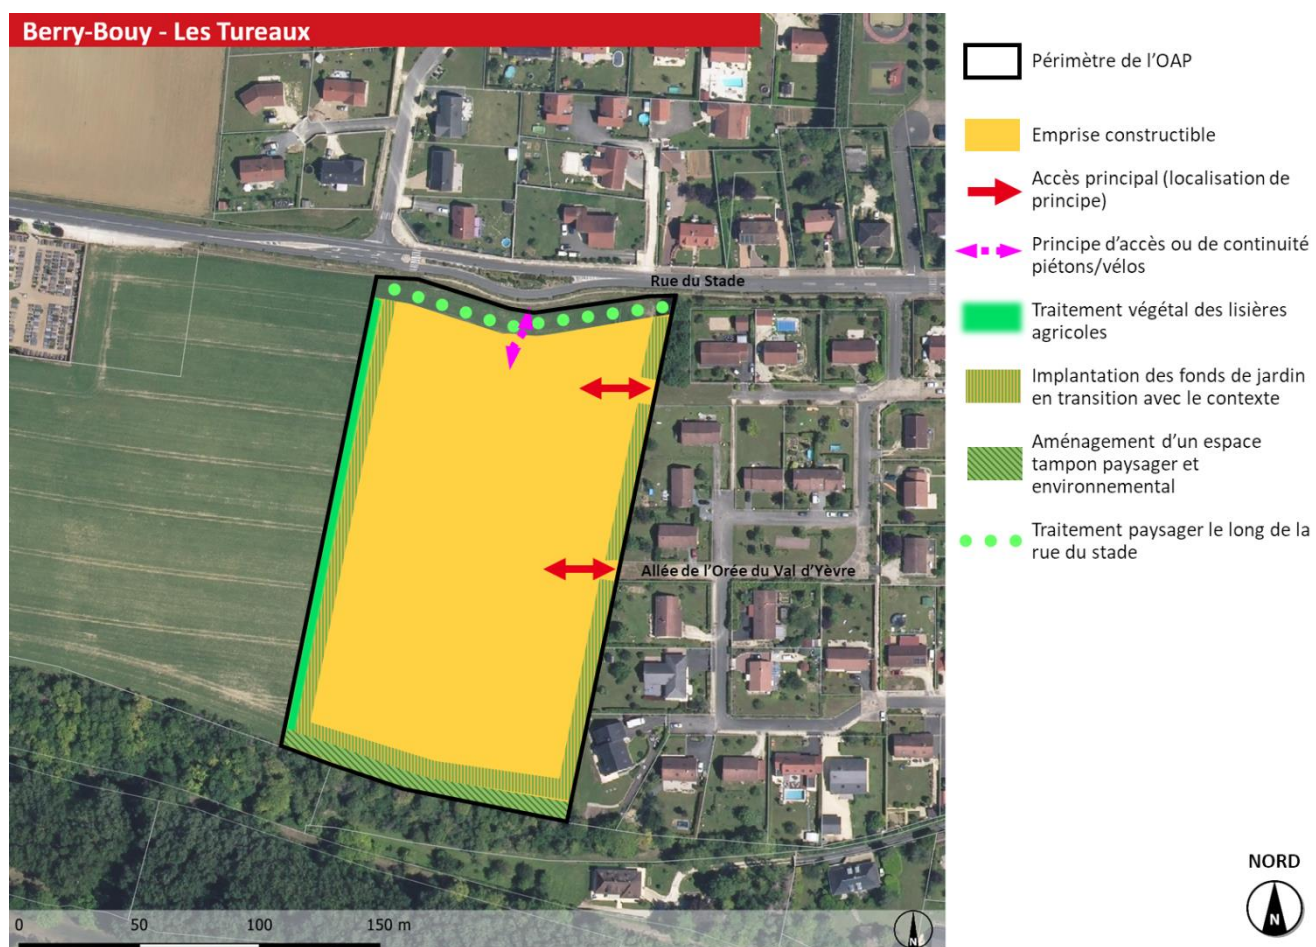 Berry-Bouy - Les Tureaux
Rue du Stade
Allée de l'Orée du Val d'Yèvre
0 50 100 150 m
N
Périmètre de l'OAP
Emprise constructible
Accès principal (localisation de
principe)
Principe d'accès ou de continuité
piétons/vélos
Traitement végétal des lisières
agricoles
Implantation des fonds de jardin
en transition avec le contexte
Aménagement d'un espace
tampon paysager et
environnemental
Traitement paysager le long de la
rue du stade
NORD
N